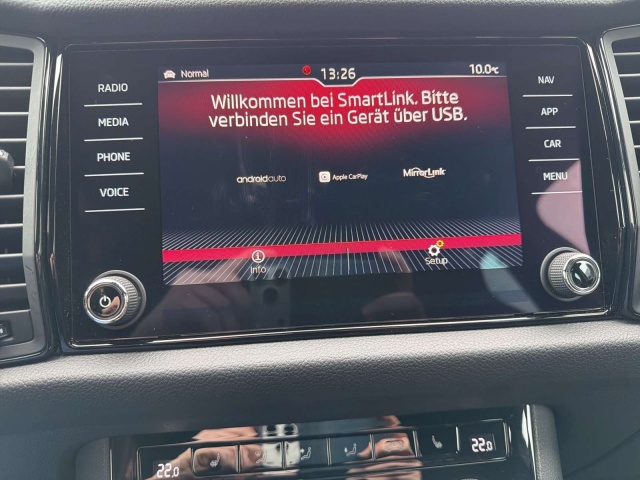 Normal
13:26
10.0°C
RADIO
MEDIA
PHONE
VOICE
Willkommen bei SmartLink. Bitte
verbinden Sie ein Gerät über USB.
androidauto
Apple CarPlay
MirrorLink
Info
Setup
NAV
APP
CAR
MENU
22.0
22.0